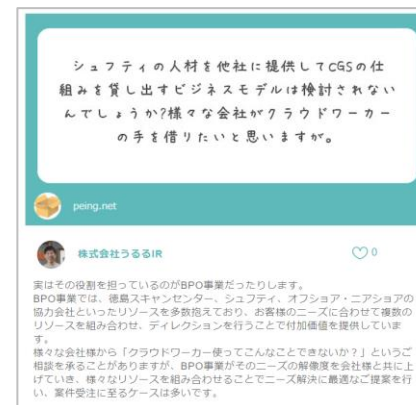 シュフティの人材を他社に提供してCGSの仕
組みを貸し出すビジネスモデルは検討されない
んでしょうか?様々な会社がクラウドワーカー
の手を借りたいと思いますが。
peing.net
株式会社うるるIR
0
実はその役割を担っているのがBPO事業だったりします。
BPO事業では、徳島スキャンセンター、シュフティ、オフショア・ニアショアの
協力会社といったリソースを多数抱えており、お客様のニーズに合わせて複数の
リソースを組み合わせ、ディレクションを行うことで付加価値を提供していま
す。
様々な会社様から「クラウドワーカー使ってこんなことできないか？」というご
相談を承ることがありますが、BPO事業がそのニーズの解像度を会社様と共に上
げていき、様々なリソースを組み合わせることでニーズ解決に最適なご提案を行
い、案件受注に至るケースは多いです。